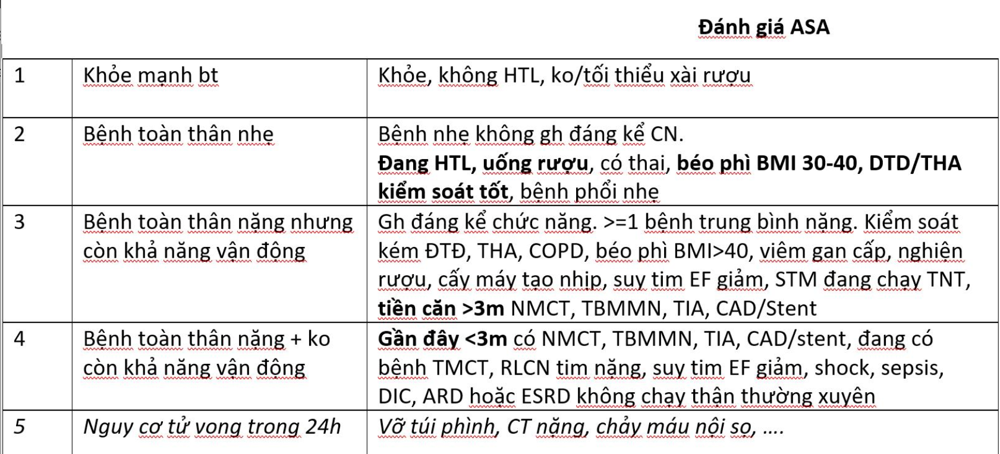 Đánh giá ASA
1 Khỏe mạnh bt Khỏe, không HTL, ko/tối thiểu xài rượu
2 Bệnh toàn thân nhẹ Bệnh nhẹ không gh đáng kể CN.
Đang HTL, uống rượu, có thai, béo phì BMI 30-40, DTD/THA
kiểm soát tốt, bệnh phổi nhẹ
3 Bệnh toàn thân nặng nhưng Gh đáng kể chức năng. >=1 bệnh trung bình nặng. Kiểm soát
còn khả năng vận động kém ĐTĐ, THA, COPD, béo phì BMI>40, viêm gan cấp, nghiện
rượu, cấy máy tạo nhịp, suy tim EF giảm, STM đang chạy TNT,
tiền căn >3m NMCT, TBMMN, TIA, CAD/Stent
4 Bệnh toàn thân nặng + ko Gần đây <3m có NMCT, TBMMN, TIA, CAD/stent, đang có
còn khả năng vận động bệnh TMCT, RLCN tim nặng, suy tim EF giảm, shock, sepsis,
DIC, ARD hoặc ESRD không chạy thận thường xuyên
5 Nguy cơ tử vong trong 24h Vỡ túi phình, CT nặng, chảy máu nội sọ, ....